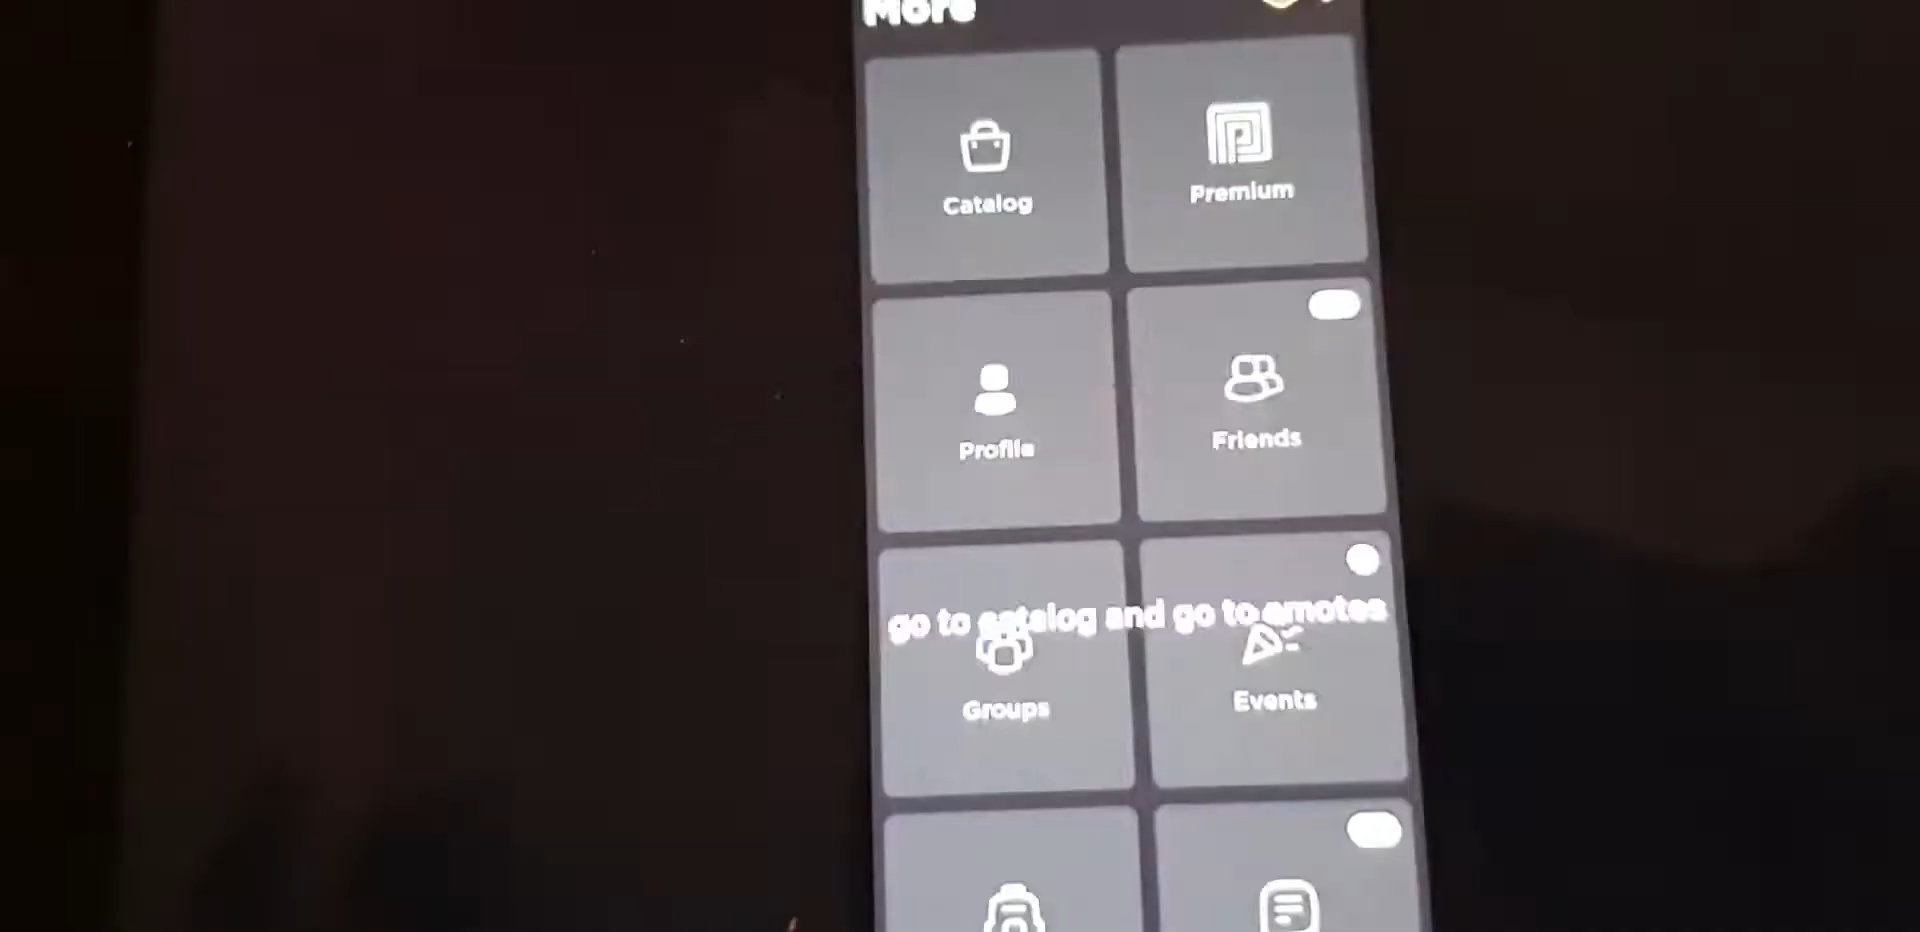 More
Catalog
Premium
Profile
Friends
go to catalog and go to emotes
Groups
Events